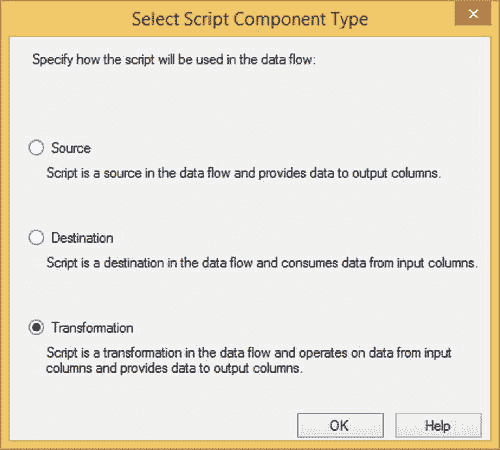 Select Script Component Type
Specify how the script will be used in the data flow:
Source
Script is a source in the data flow and provides data to output columns.
Destination
Script is a destination in the data flow and consumes data from input columns.
Transformation
Script is a transformation in the data flow and operates on data from input
columns and provides data to output columns.
OK
Help